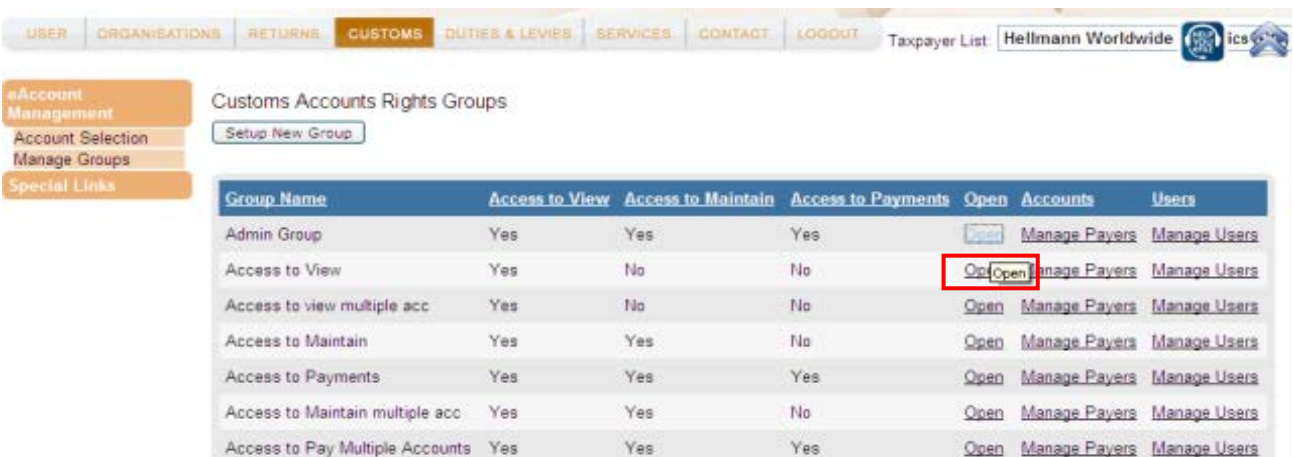 USER ORGANISATIONS RETURNS CUSTOMS DUTIES & LEVIES SERVICES CONTACT LOGOUT Taxpayer List: Hellmann Worldwide ics
eAccount Management
Account Selection
Manage Groups
Special Links
Customs Accounts Rights Groups
Setup New Group
Group Name Access to View Access to Maintain Access to Payments Open Accounts Users
Admin Group Yes Yes Yes Open Manage Payers Manage Users
Access to View Yes No No Open Manage Payers Manage Users
Open
Access to view multiple acc Yes No No Open Manage Payers Manage Users
Access to Maintain Yes Yes No Open Manage Payers Manage Users
Access to Payments Yes Yes Yes Open Manage Payers Manage Users
Access to Maintain multiple acc Yes Yes No Open Manage Payers Manage Users
Access to Pay Multiple Accounts Yes Yes Yes Open Manage Payers Manage Users